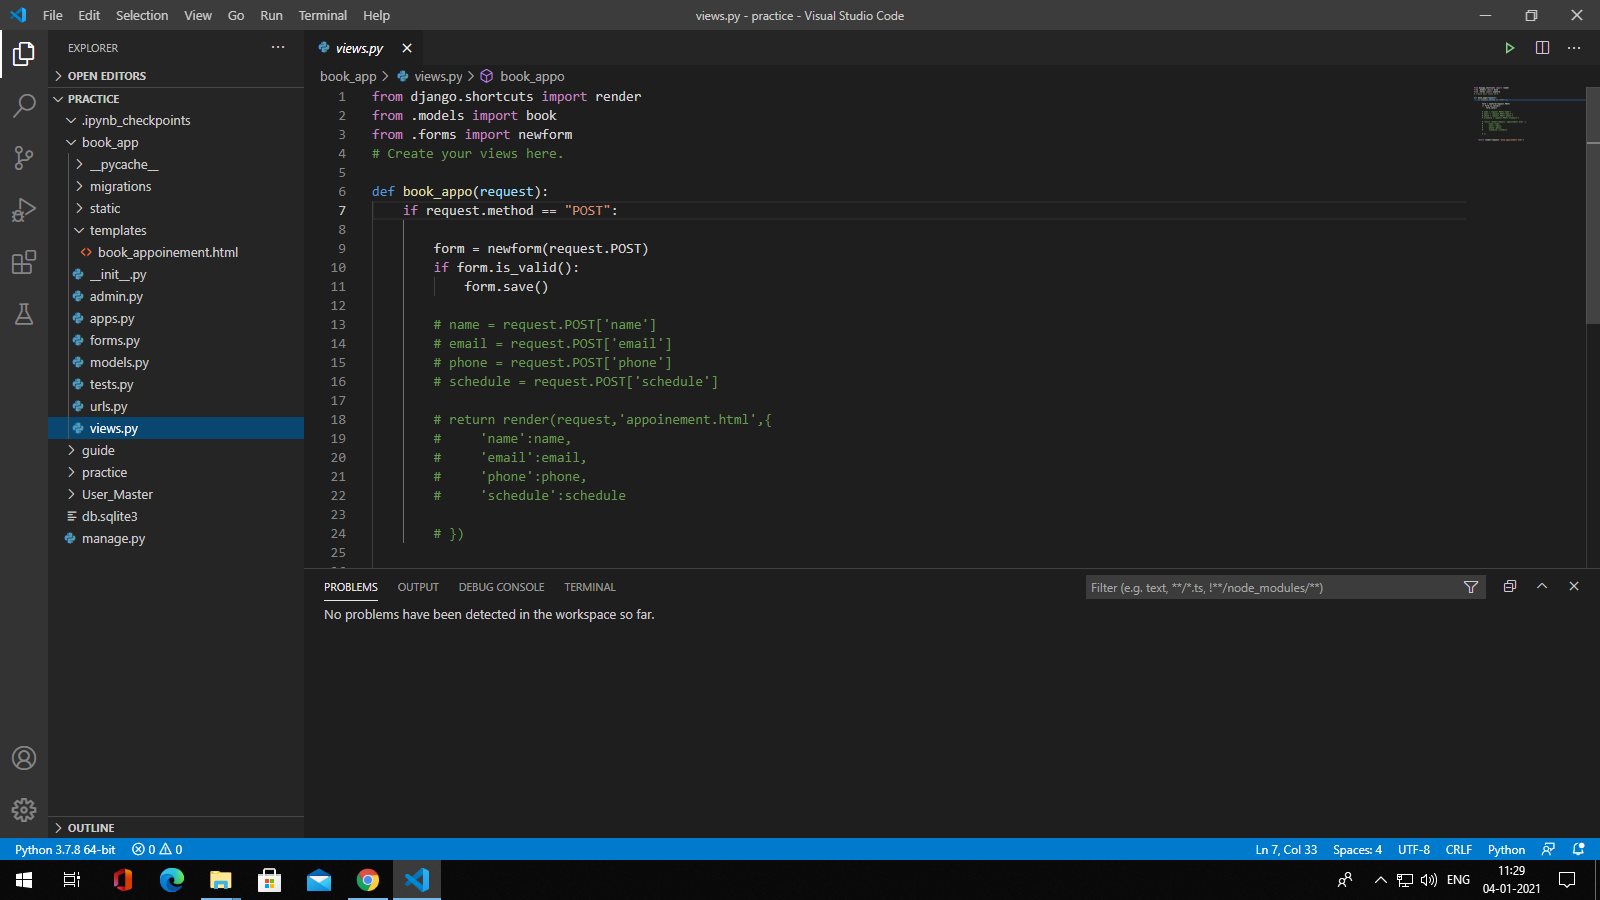 File Edit Selection View Go Run Terminal Help
views.py - practice - Visual Studio Code
EXPLORER
OPEN EDITORS
PRACTICE
.ipynb_checkpoints
book_app
__pycache__
migrations
static
templates
book_appoinement.html
__init__.py
admin.py
apps.py
forms.py
models.py
tests.py
urls.py
views.py
guide
practice
User_Master
db.sqlite3
manage.py
OUTLINE
views.py
book_app > views.py > book_appo
1 from django.shortcuts import render
2 from .models import book
3 from .forms import newform
4 # Create your views here.
5
6 def book_appo(request):
7 if request.method == "POST":
8
9 form = newform(request.POST)
10 if form.is_valid():
11 form.save()
12
13 # name = request.POST['name']
14 # email = request.POST['email']
15 # phone = request.POST['phone']
16 # schedule = request.POST['schedule']
17
18 # return render(request,'appoinement.html',{
19 #     'name':name,
20 #     'email':email,
21 #     'phone':phone,
22 #     'schedule':schedule
23
24 # })
25
PROBLEMS OUTPUT DEBUG CONSOLE TERMINAL
Filter (e.g. text, **/*.ts, !**/node_modules/**)
No problems have been detected in the workspace so far.
Python 3.7.8 64-bit 0 0
Ln 7, Col 33 Spaces: 4 UTF-8 CRLF Python
ENG
11:29
04-01-2021